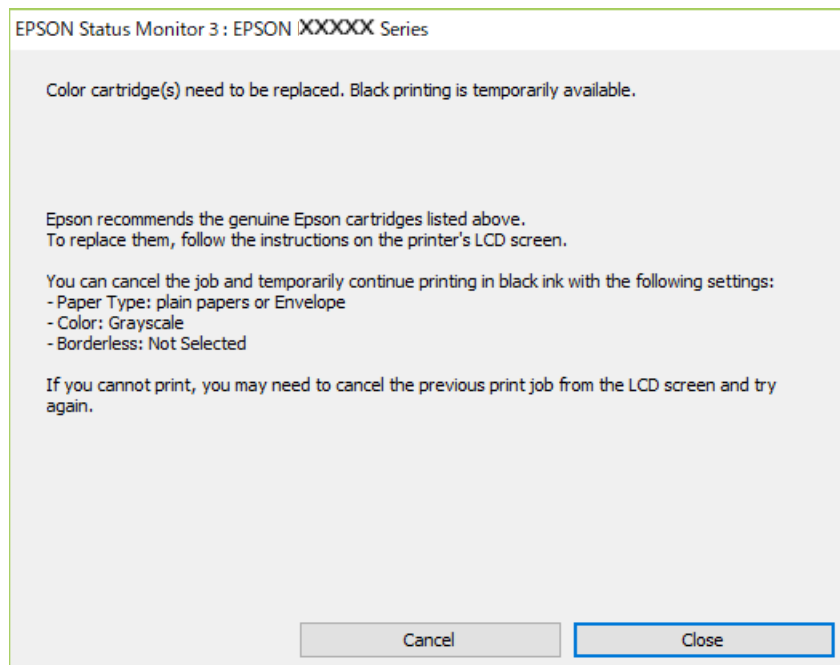 EPSON Status Monitor 3 : EPSON XXXXX Series
Color cartridge(s) need to be replaced. Black printing is temporarily available.
Epson recommends the genuine Epson cartridges listed above.
To replace them, follow the instructions on the printer's LCD screen.
You can cancel the job and temporarily continue printing in black ink with the following settings:
- Paper Type: plain papers or Envelope
- Color: Grayscale
- Borderless: Not Selected
If you cannot print, you may need to cancel the previous print job from the LCD screen and try
again.
Cancel
Close